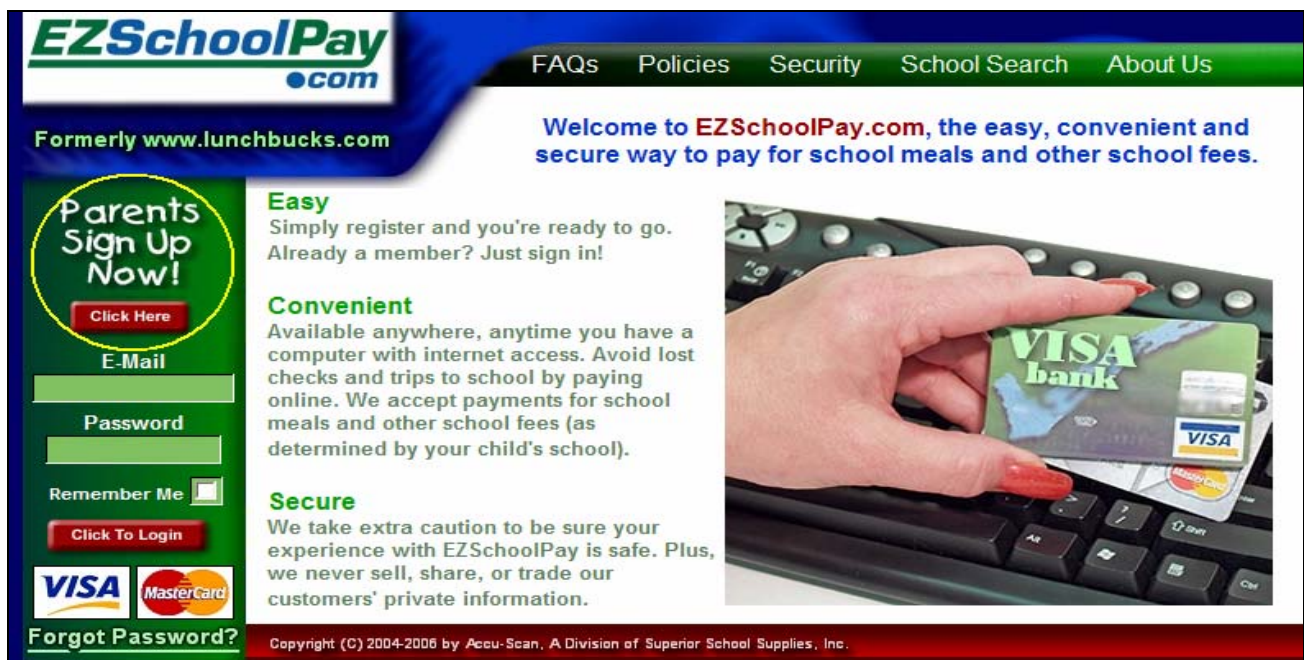 EZSchoolPay
.com
FAQs Policies Security School Search About Us
Formerly www.lunchbucks.com
Welcome to EZSchoolPay.com, the easy, convenient and
secure way to pay for school meals and other school fees.
Parents
Sign Up
Now!
Click Here
E-Mail
Password
Remember Me
Click To Login
VISA MasterCard
Forgot Password?
Easy
Simply register and you're ready to go.
Already a member? Just sign in!
Convenient
Available anywhere, anytime you have a
computer with internet access. Avoid lost
checks and trips to school by paying
online. We accept payments for school
meals and other school fees (as
determined by your child's school).
Secure
We take extra caution to be sure your
experience with EZSchoolPay is safe. Plus,
we never sell, share, or trade our
customers' private information.
VISA
bank
VISA
MasterCard
AR
?
/
Shift
Ctrl
Copyright (C) 2004-2006 by Accu-Scan, A Division of Superior School Supplies, Inc.